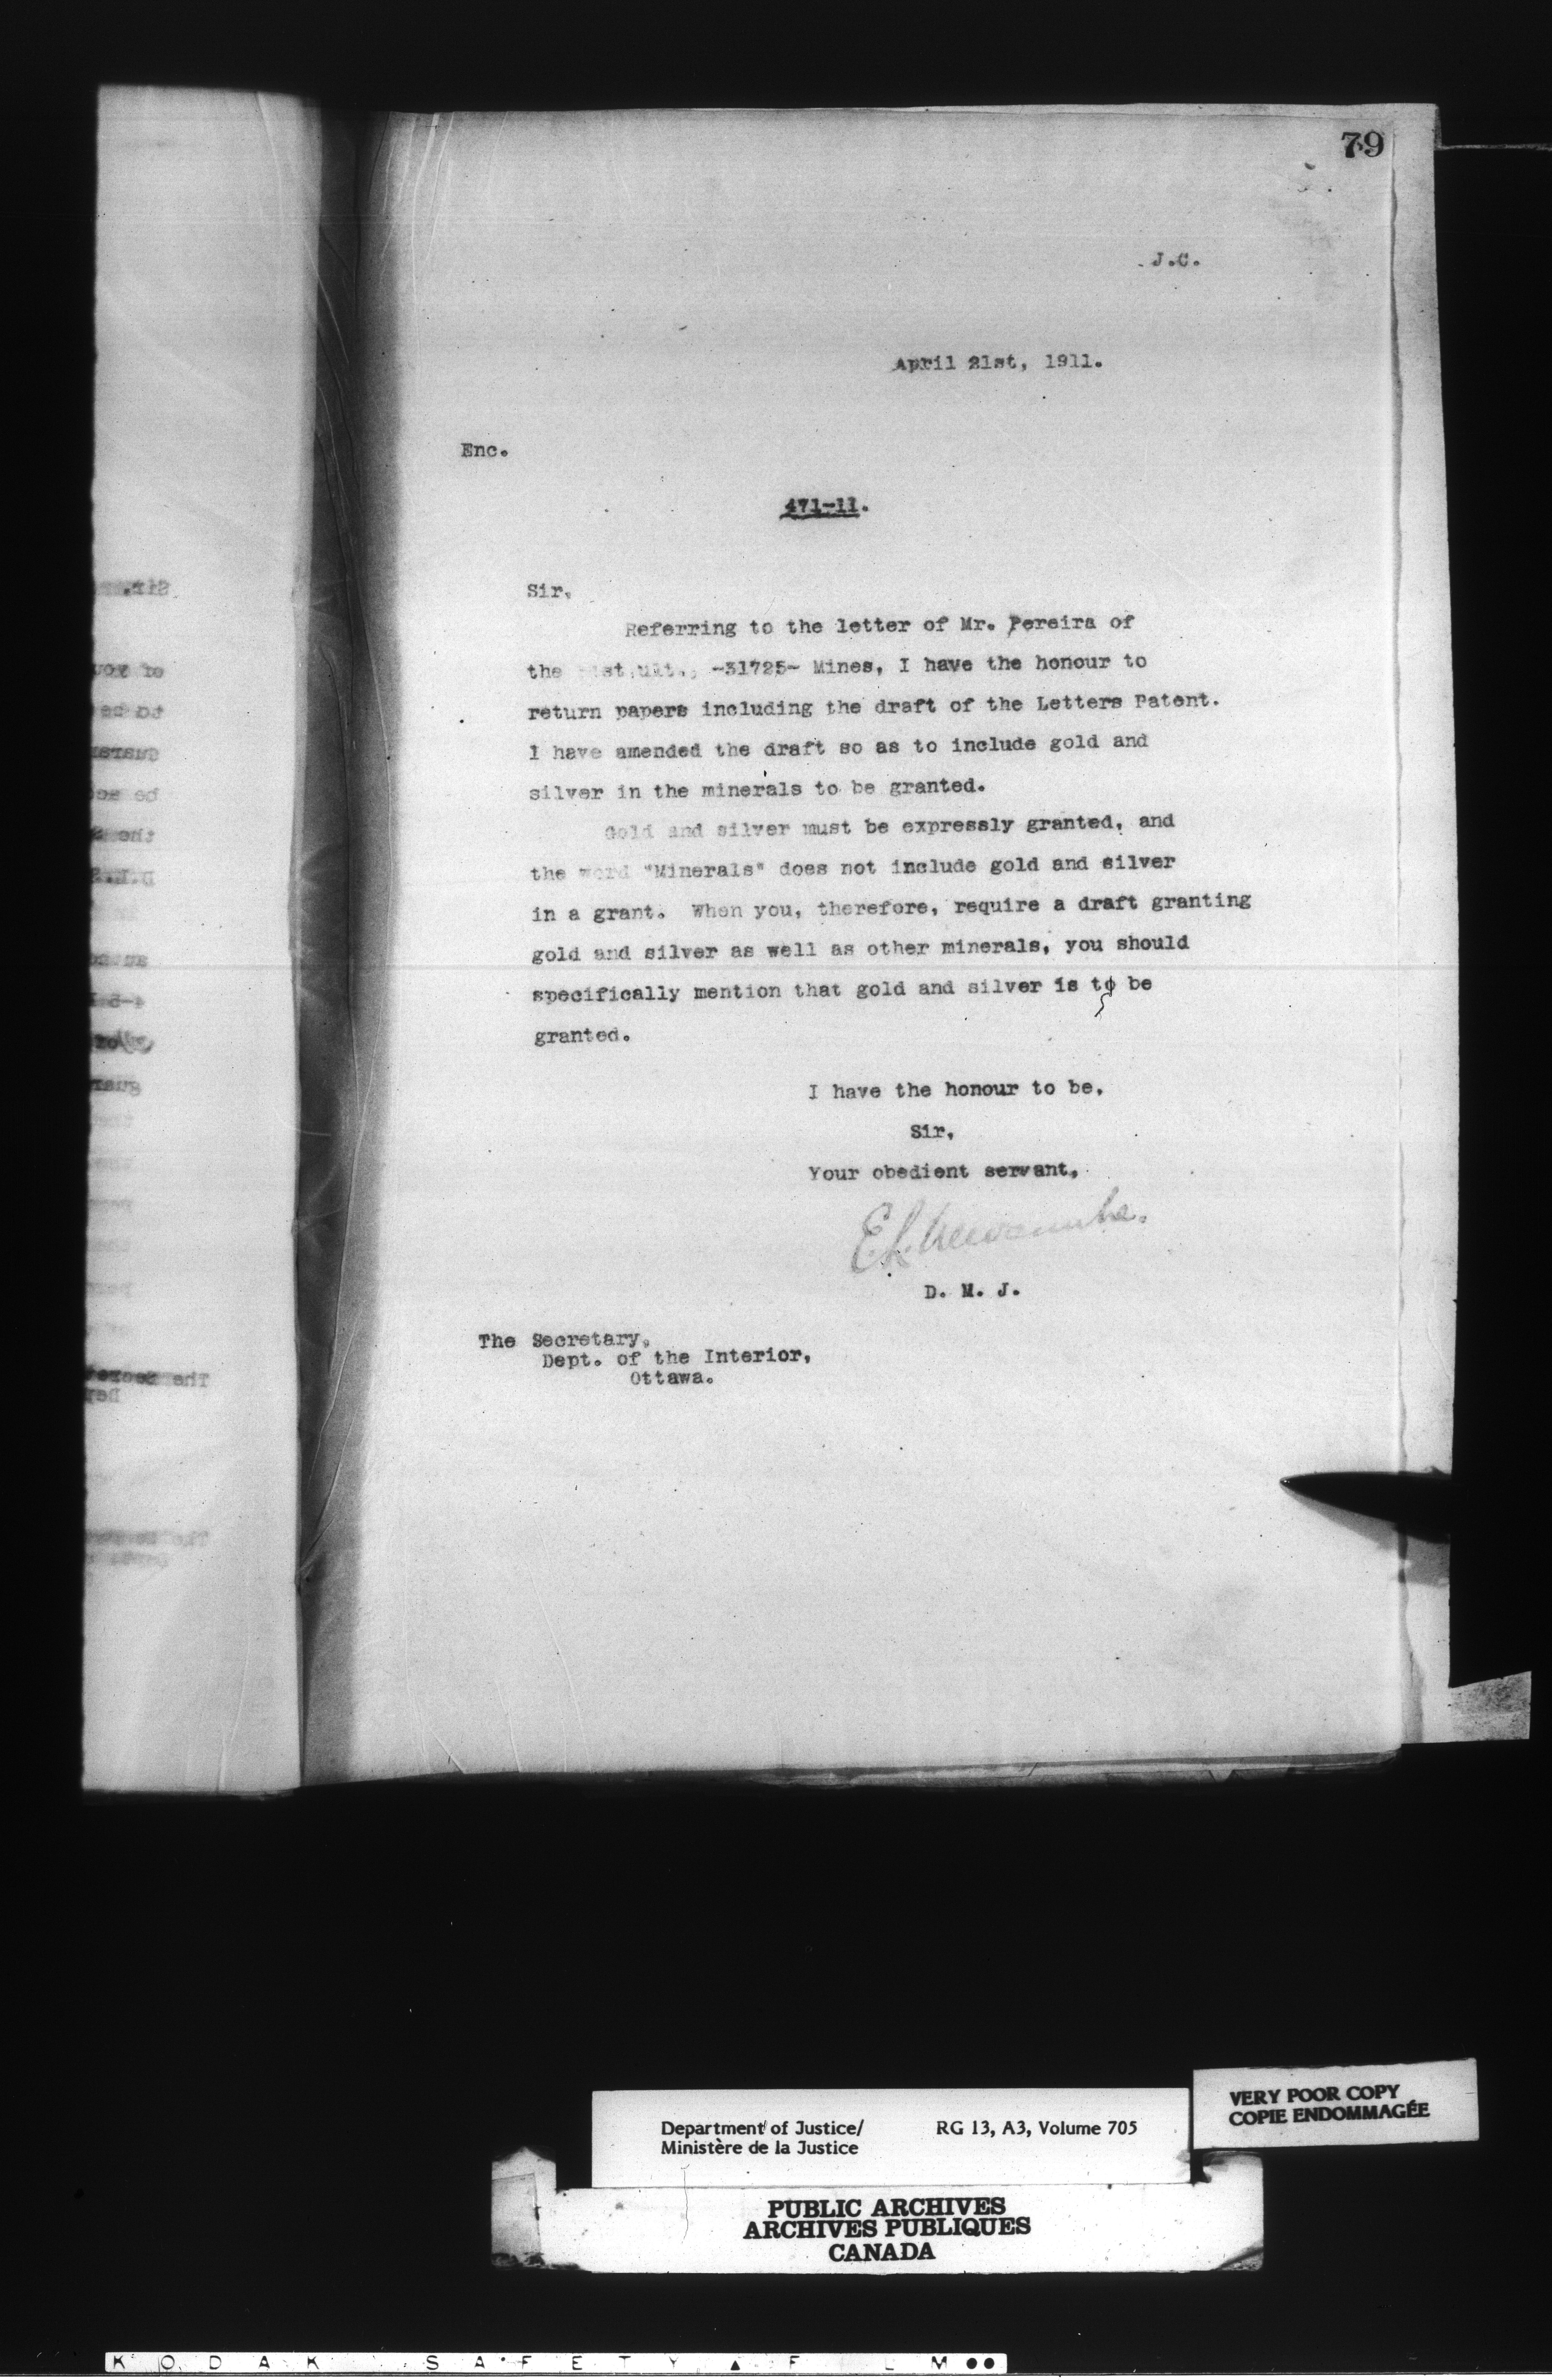 79
J.C.
April 21st, 1911.
Enc.
471-11.
Sir,
Referring to the letter of Mr. Pereira of
the ult., -31725- Mines, I have the honour to
return papers including the draft of the Letters Patent.
I have amended the draft so as to include gold and
silver in the minerals to be granted.
Gold and silver must be expressly granted, and
the word "Minerals" does not include gold and silver
in a grant. When you, therefore, require a draft granting
gold and silver as well as other minerals, you should
specifically mention that gold and silver is to be
granted.
I have the honour to be,
Sir,
Your obedient servant,
E L Newcombe.
D. M. J.
The Secretary,
Dept. of the Interior,
Ottawa.
Department of Justice/ RG 13, A3, Volume 705
Ministère de la Justice
VERY POOR COPY
COPIE ENDOMMAGÉE
PUBLIC ARCHIVES
ARCHIVES PUBLIQUES
CANADA
KODAK SAFETY ▲ F LM ●●